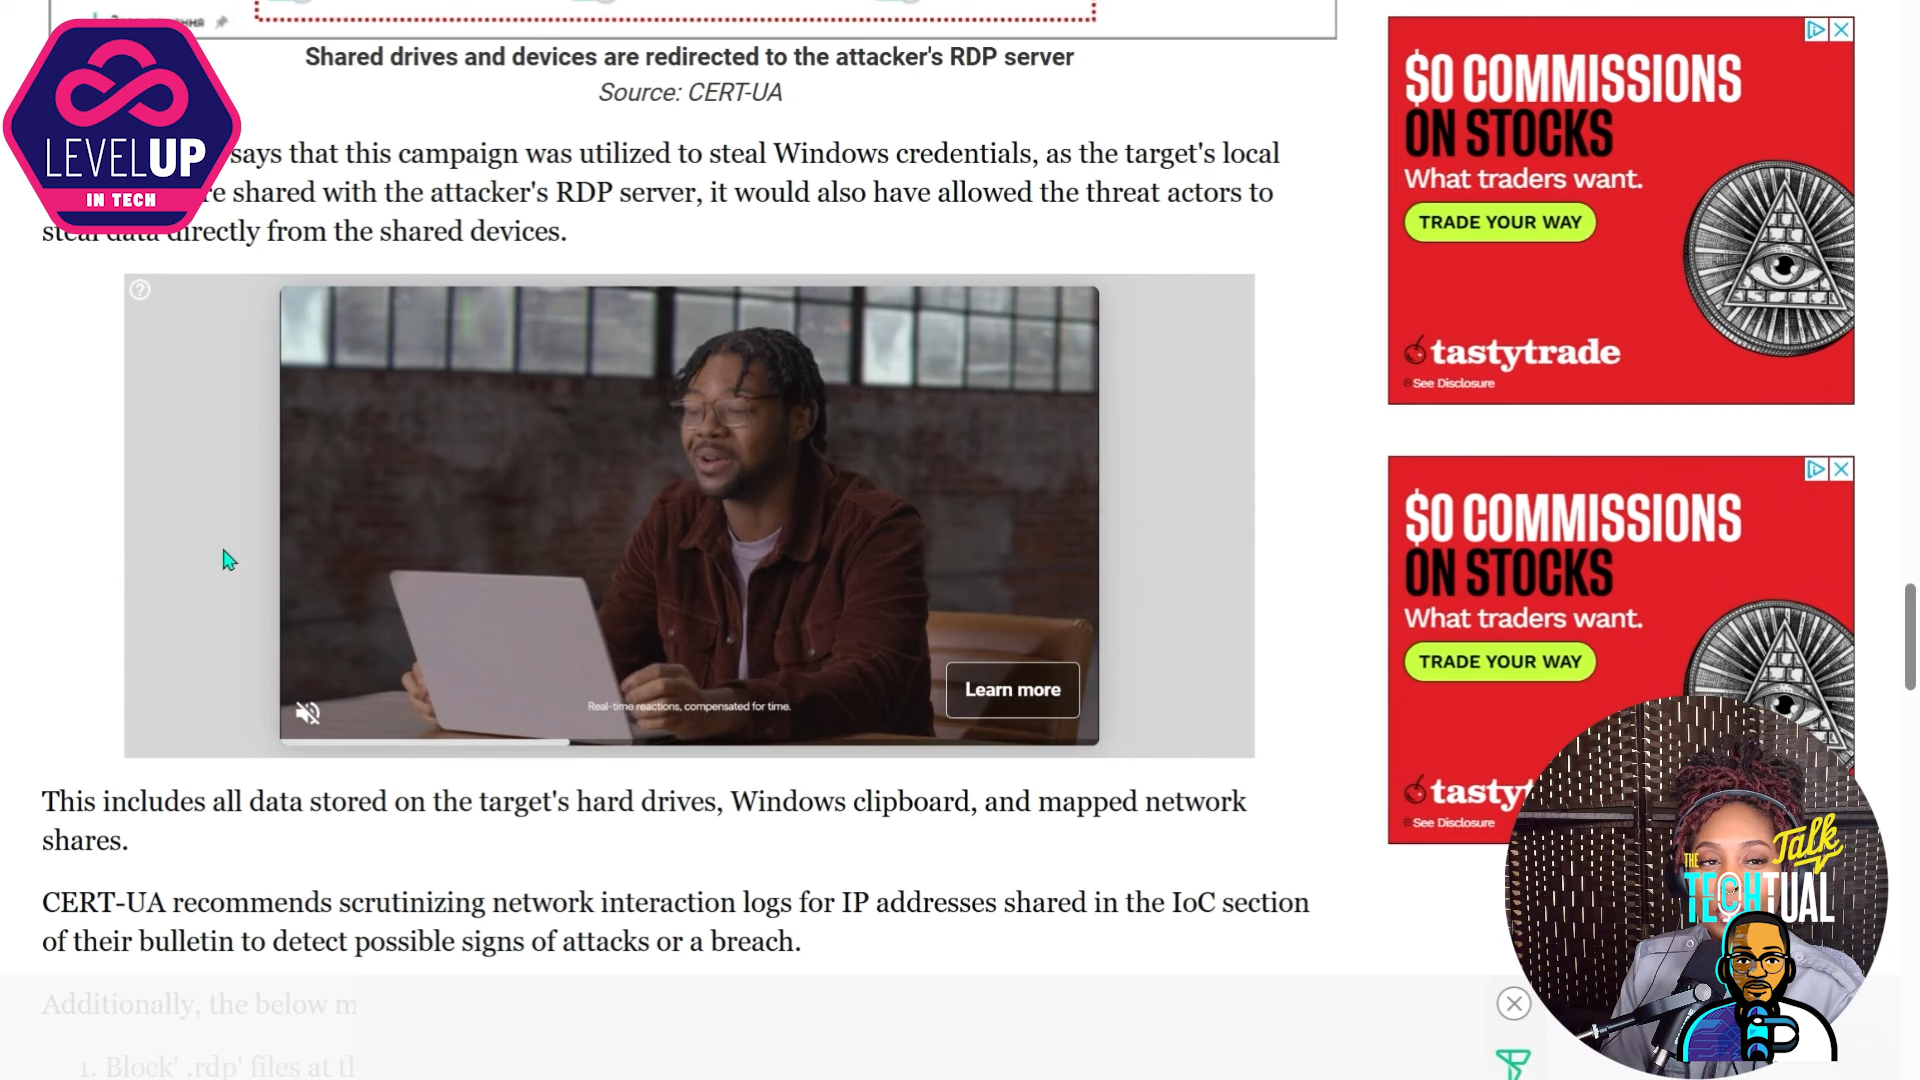 Shared drives and devices are redirected to the attacker's RDP server
Source: CERT-UA
LEVELUP
IN TECH
says that this campaign was utilized to steal Windows credentials, as the target's local
re shared with the attacker's RDP server, it would also have allowed the threat actors to
steal data directly from the shared devices.
Real-time reactions, compensated for time.
Learn more
This includes all data stored on the target's hard drives, Windows clipboard, and mapped network
shares.
CERT-UA recommends scrutinizing network interaction logs for IP addresses shared in the IoC section
of their bulletin to detect possible signs of attacks or a breach.
Additionally, the below m
1. Block' .rdp' files at th
$0 COMMISSIONS
ON STOCKS
What traders want.
TRADE YOUR WAY
tastytrade
See Disclosure
$0 COMMISSIONS
ON STOCKS
What traders want.
TRADE YOUR WAY
tastyt
See Disclosure
THE
TECHTUAL
Talk